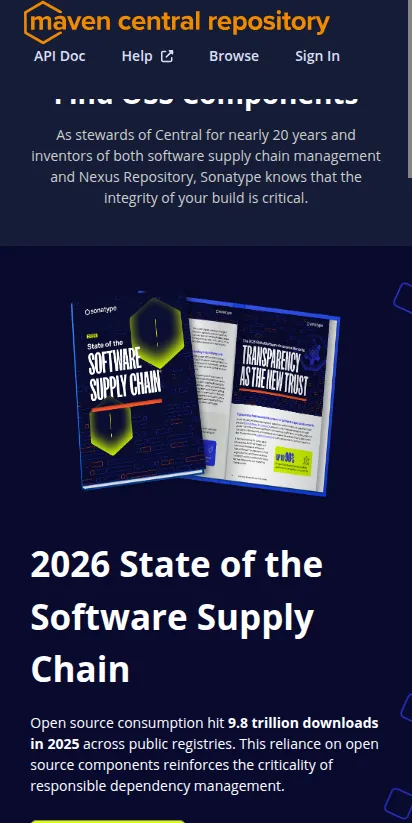 maven central repository
API Doc Help Browse Sign In
Find OSS Components
As stewards of Central for nearly 20 years and
inventors of both software supply chain management
and Nexus Repository, Sonatype knows that the
integrity of your build is critical.
sonatype
State of the
SOFTWARE
SUPPLY CHAIN
TRANSPARENCY
AS THE NEW TRUST
2026 State of the
Software Supply
Chain
Open source consumption hit 9.8 trillion downloads
in 2025 across public registries. This reliance on open
source components reinforces the criticality of
responsible dependency management.